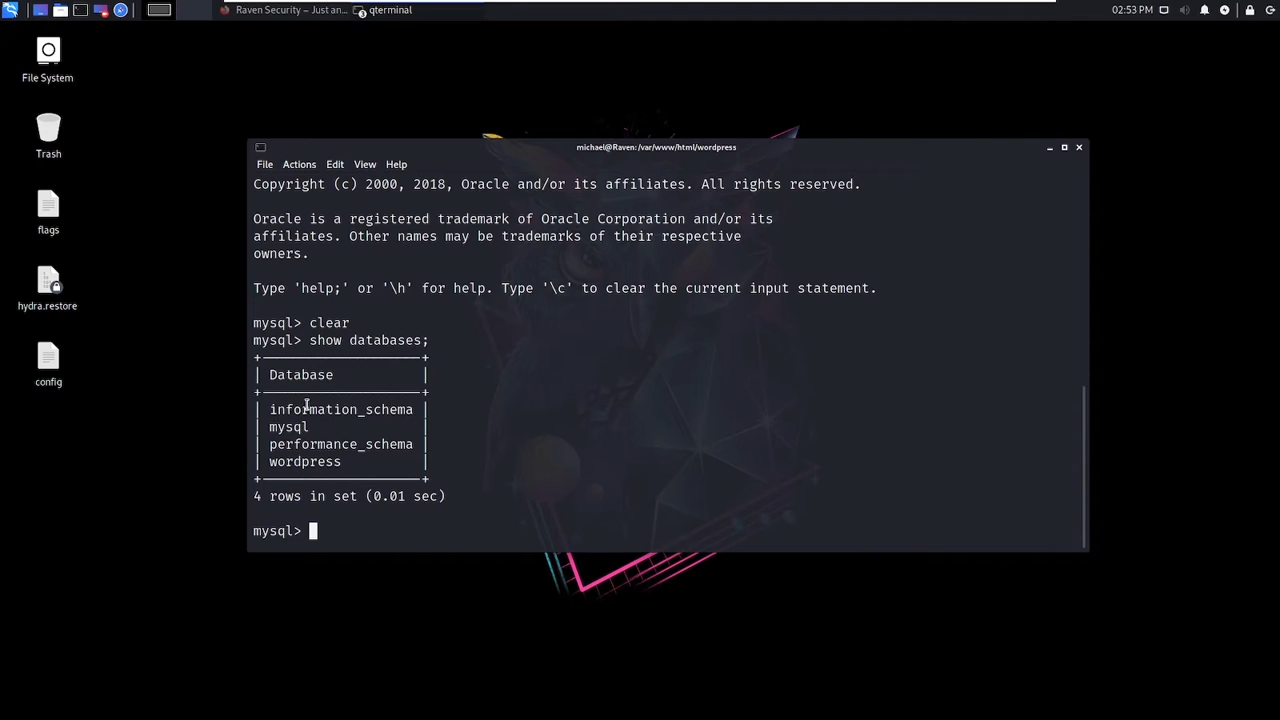 Raven Security – Just an...
qterminal
3
02:53 PM
File System
Trash
flags
hydra.restore
config
michael@Raven:/var/www/html/wordpress
File Actions Edit View Help
Copyright (c) 2000, 2018, Oracle and/or its affiliates. All rights reserved.
Oracle is a registered trademark of Oracle Corporation and/or its
affiliates. Other names may be trademarks of their respective
owners.
Type 'help;' or '\h' for help. Type '\c' to clear the current input statement.
mysql> clear
mysql> show databases;
+--------------------+
| Database           |
+--------------------+
| information_schema |
| mysql              |
| performance_schema |
| wordpress          |
+--------------------+
4 rows in set (0.01 sec)
mysql>